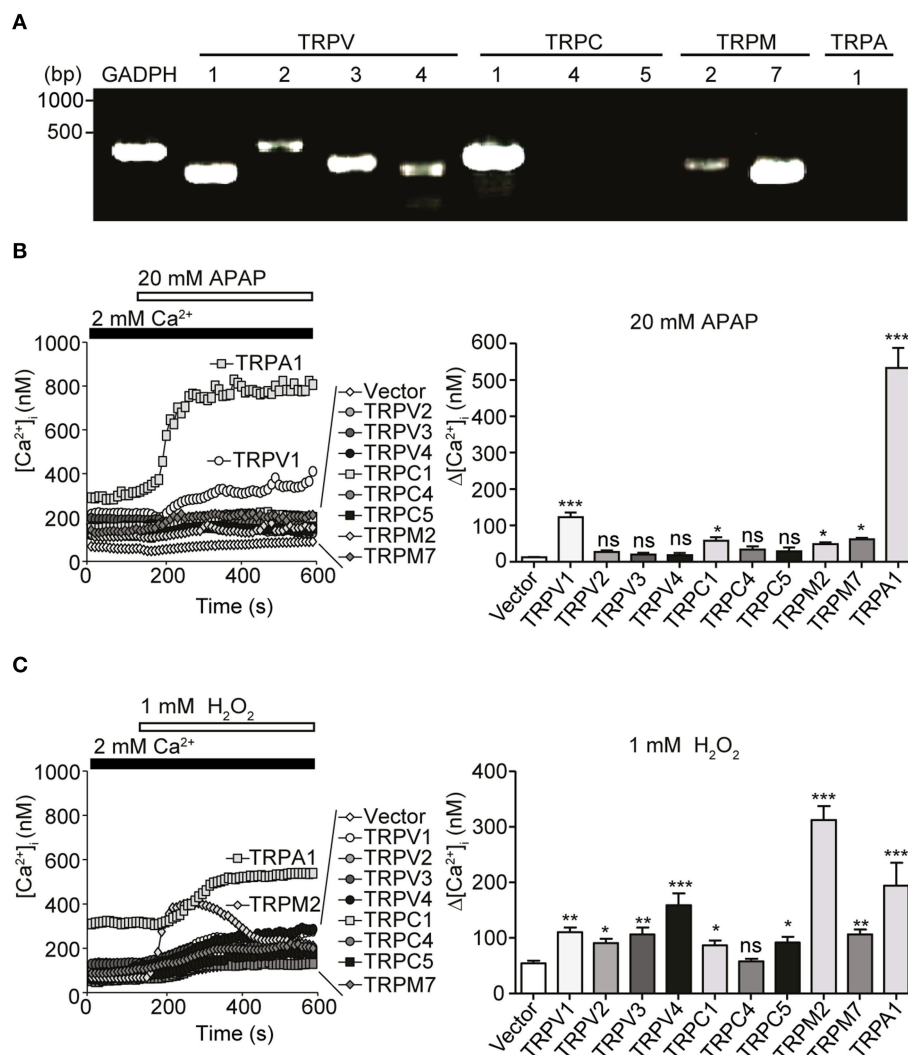 A
TRPV TRPC TRPM TRPA
(bp) GADPH 1 2 3 4 1 4 5 2 7 1
1000
500
B
20 mM APAP
2 mM Ca²⁺
1000
800
600
400
200
0
[Ca²⁺]ᵢ (nM)
TRPA1
TRPV1
Vector
TRPV2
TRPV3
TRPV4
TRPC1
TRPC4
TRPC5
TRPM2
TRPM7
0 200 400 600
Time (s)
20 mM APAP
600
500
400
300
200
100
0
Δ[Ca²⁺]ᵢ (nM)
*** ns ns ns * ns ns * * ***
Vector TRPV1 TRPV2 TRPV3 TRPV4 TRPC1 TRPC4 TRPC5 TRPM2 TRPM7 TRPA1
C
1 mM H₂O₂
2 mM Ca²⁺
1000
800
600
400
200
0
[Ca²⁺]ᵢ (nM)
TRPA1
TRPM2
Vector
TRPV1
TRPV2
TRPV3
TRPV4
TRPC1
TRPC4
TRPC5
TRPM7
0 200 400 600
Time (s)
1 mM H₂O₂
400
300
200
100
0
Δ[Ca²⁺]ᵢ (nM)
** * ** *** * ns * *** ** ***
Vector TRPV1 TRPV2 TRPV3 TRPV4 TRPC1 TRPC4 TRPC5 TRPM2 TRPM7 TRPA1